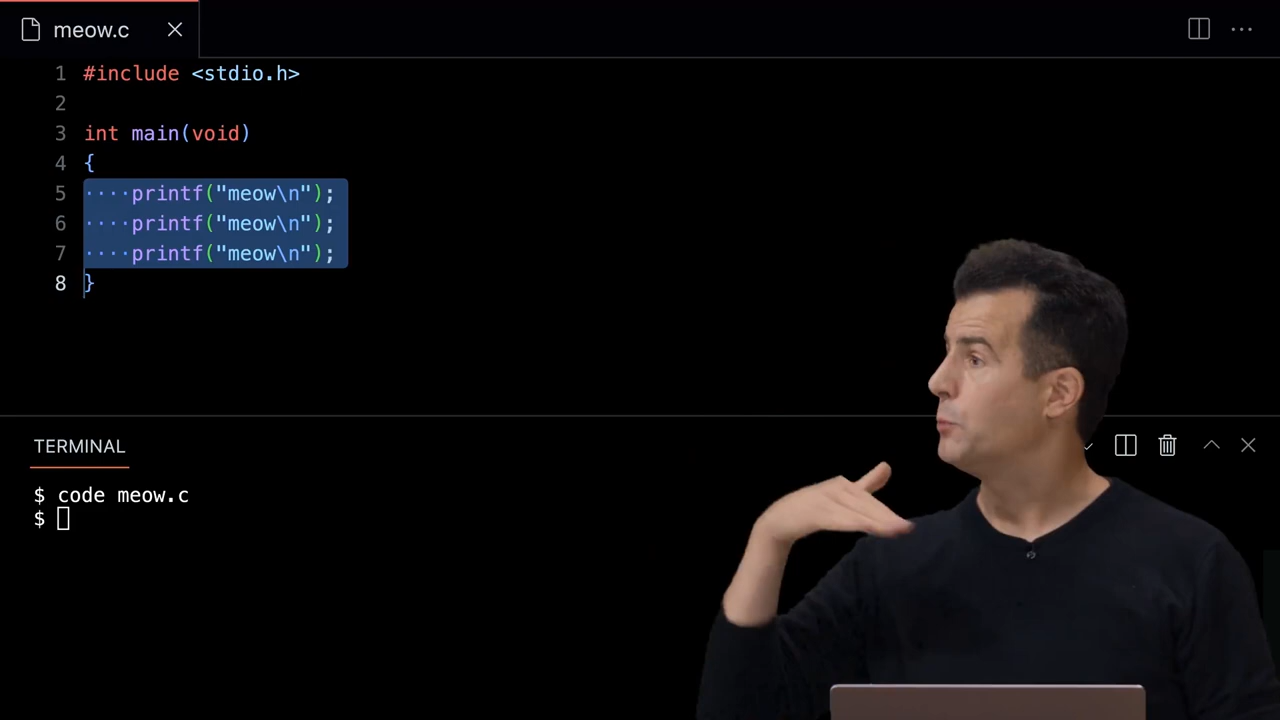 meow.c
1 #include <stdio.h>
2
3 int main(void)
4 {
5 ····printf("meow\n");
6 ····printf("meow\n");
7 ····printf("meow\n");
8 }
TERMINAL
$ code meow.c
$